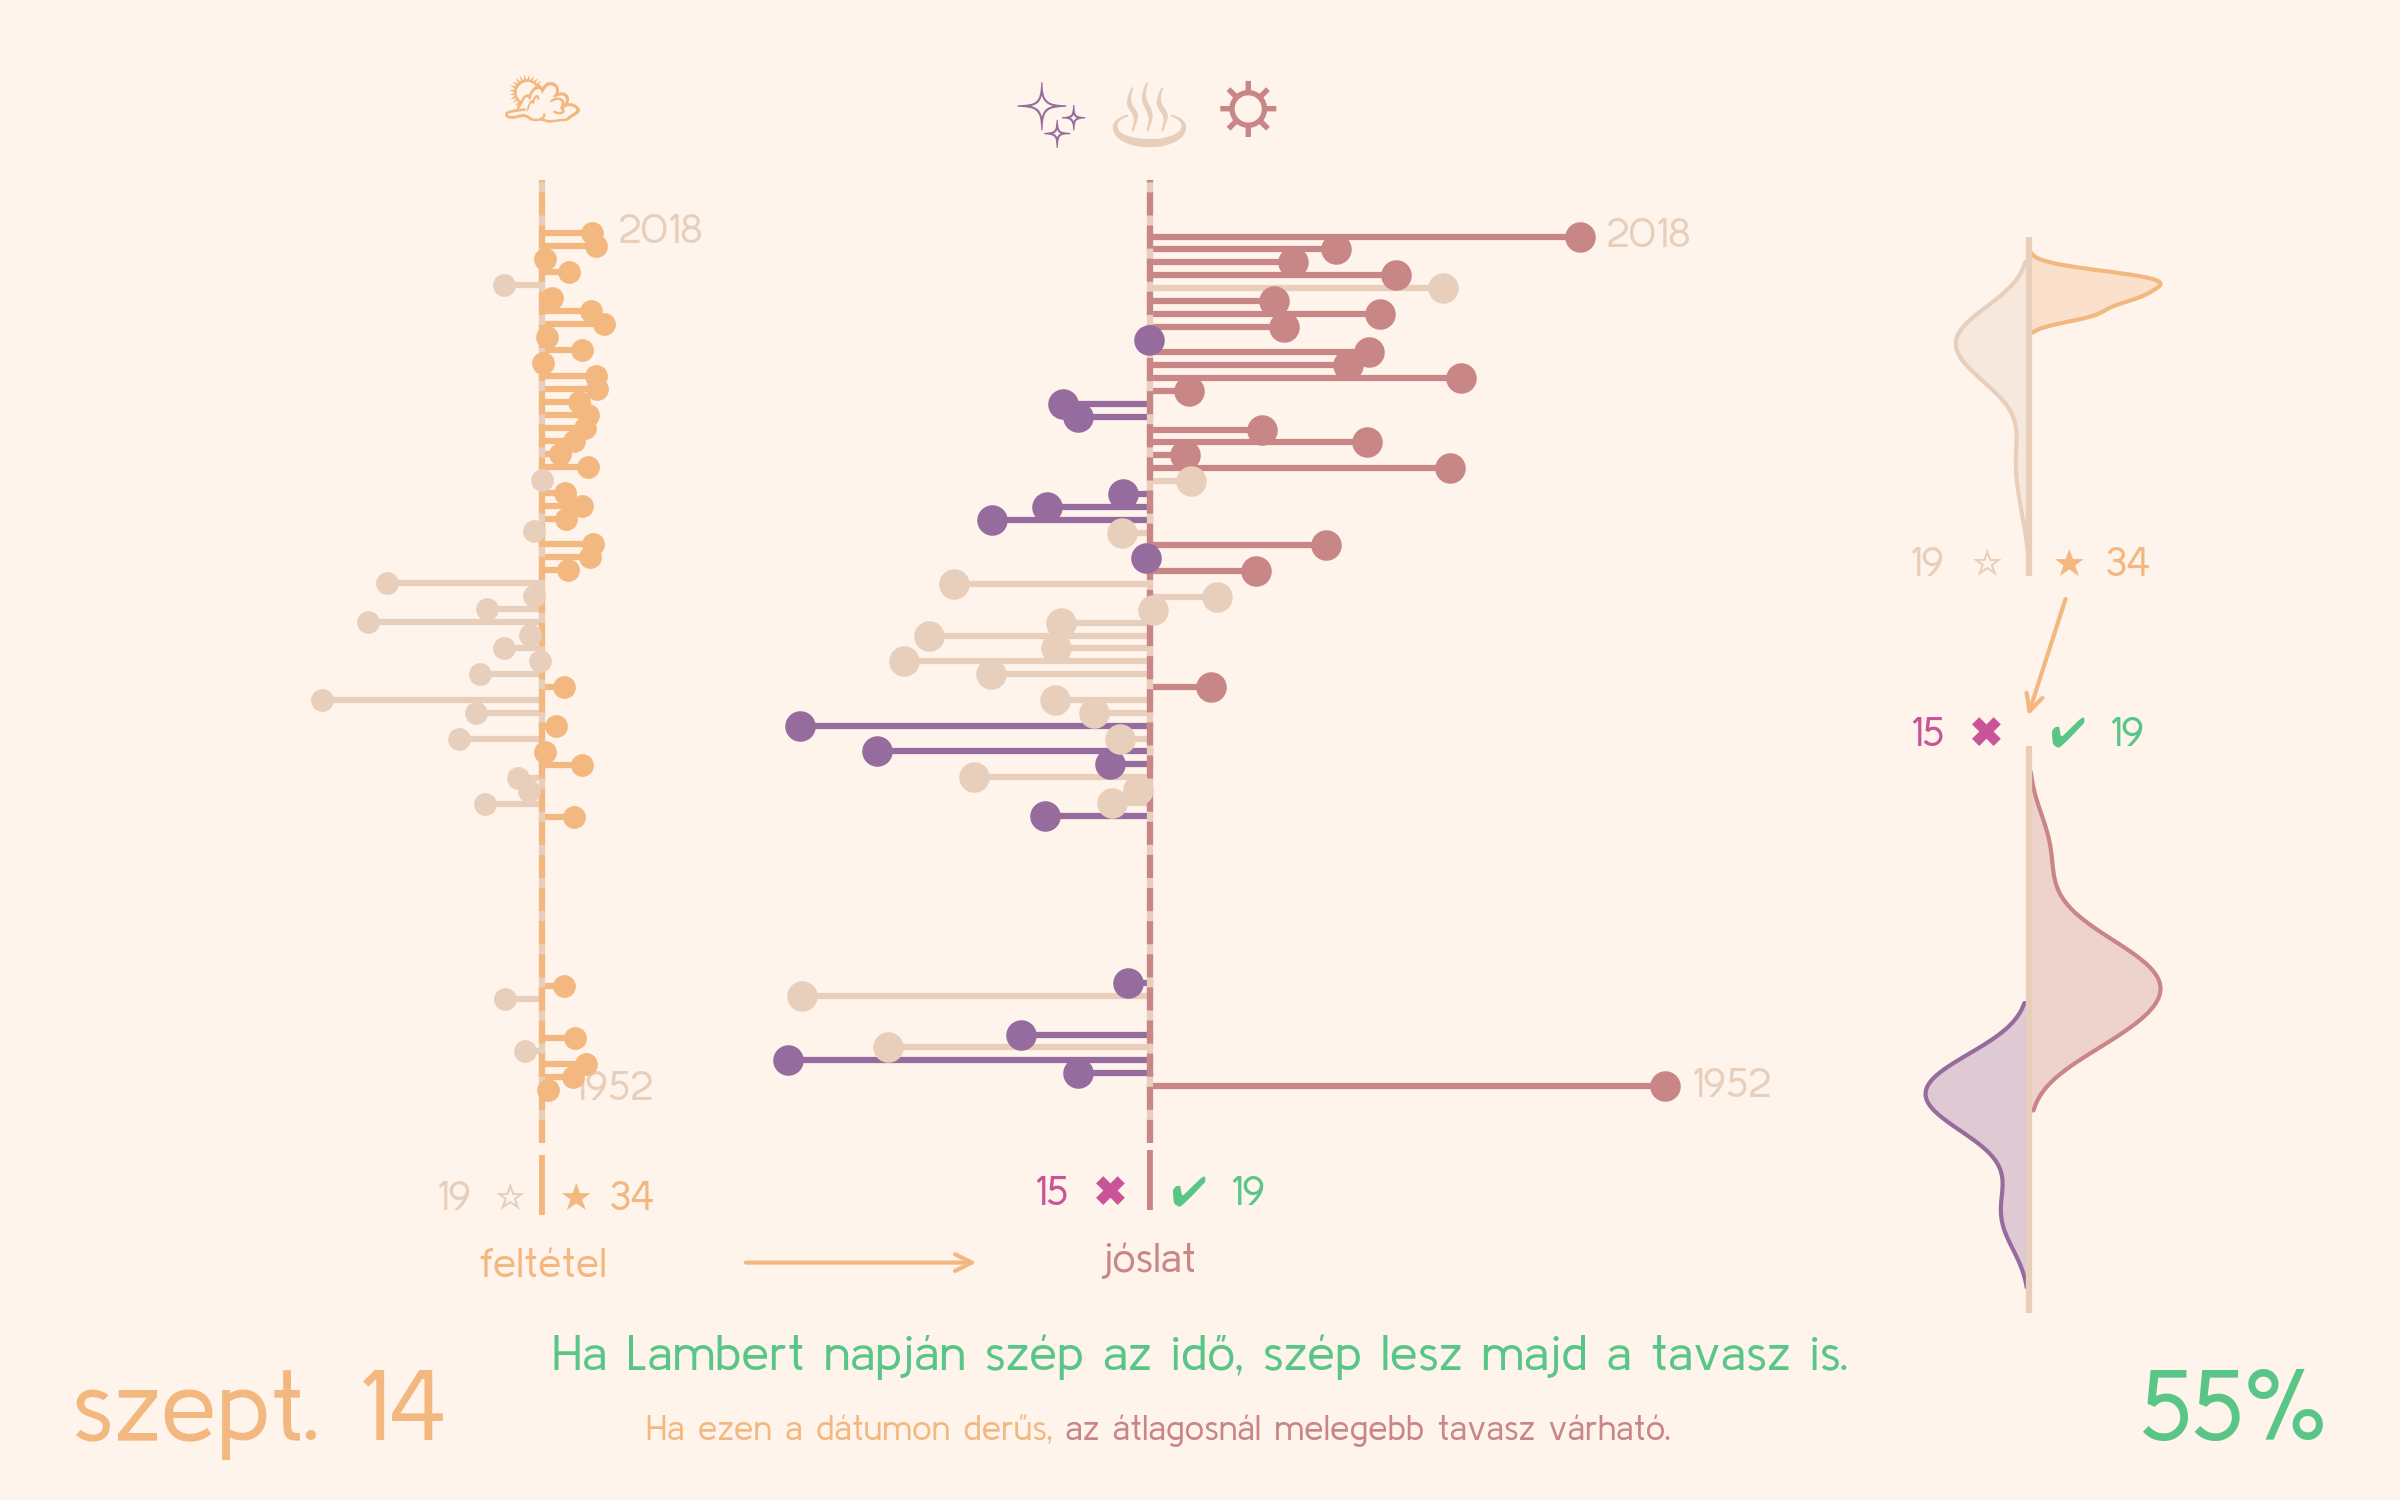 2018
2018
19 ☆ ★ 34
15 ✖ ✔ 19
1952
1952
19 ☆ ★ 34
15 ✖ ✔ 19
feltétel
jóslat
Ha Lambert napján szép az idő, szép lesz majd a tavasz is.
szept. 14
55%
Ha ezen a dátumon derűs, az átlagosnál melegebb tavasz várható.